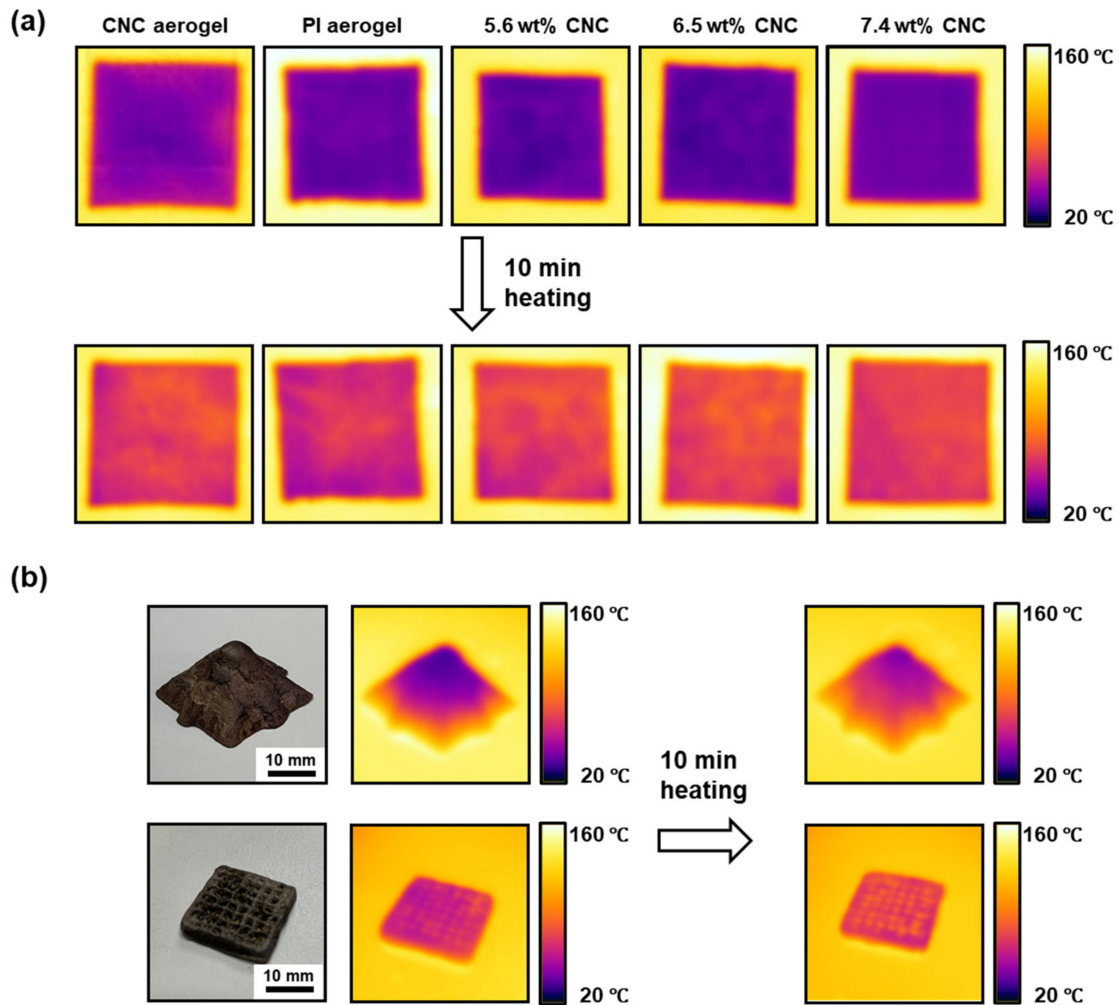 (a)
CNC aerogel
PI aerogel
5.6 wt% CNC
6.5 wt% CNC
7.4 wt% CNC
160 ℃
20 ℃
10 min
heating
160 ℃
20 ℃
(b)
10 mm
160 ℃
20 ℃
10 min
heating
160 ℃
20 ℃
10 mm
160 ℃
20 ℃
160 ℃
20 ℃